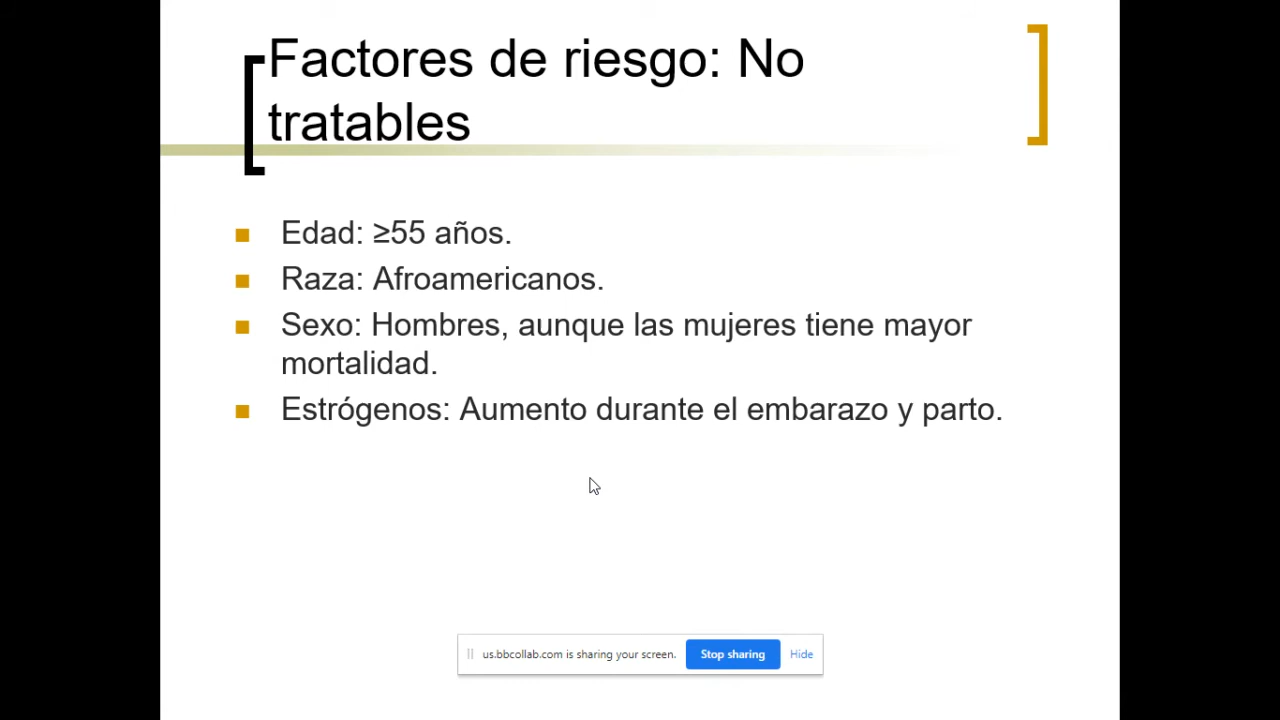 Factores de riesgo: No
tratables
Edad: ≥55 años.
Raza: Afroamericanos.
Sexo: Hombres, aunque las mujeres tiene mayor
mortalidad.
Estrógenos: Aumento durante el embarazo y parto.
us.bbcollab.com is sharing your screen. Stop sharing Hide